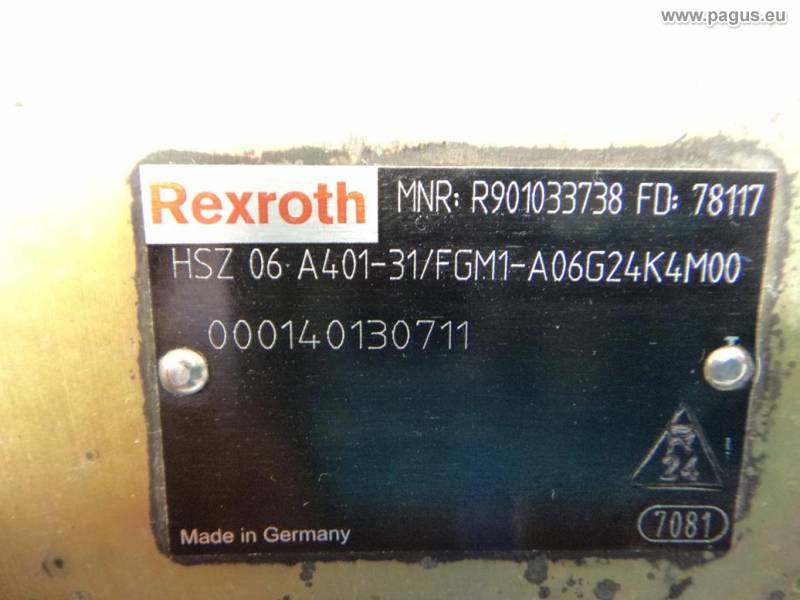 www.pagus.eu
Rexroth MNR: R901033738 FD: 78117
HSZ 06 A401-31/FGM1-A06G24K4M00
000140130711
R
24
Made in Germany
7081